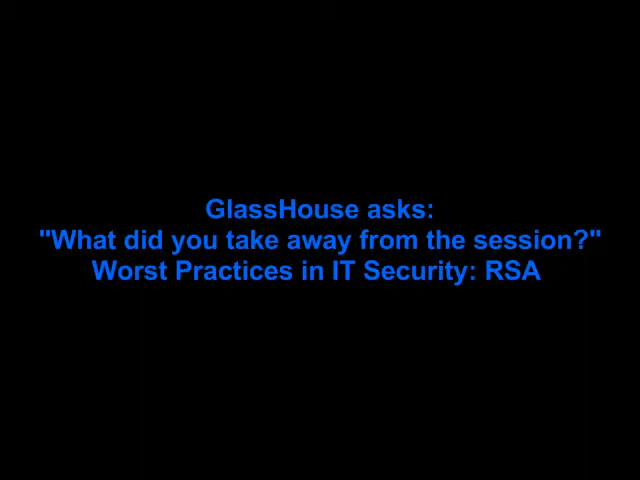 GlassHouse asks:
"What did you take away from the session?"
Worst Practices in IT Security: RSA